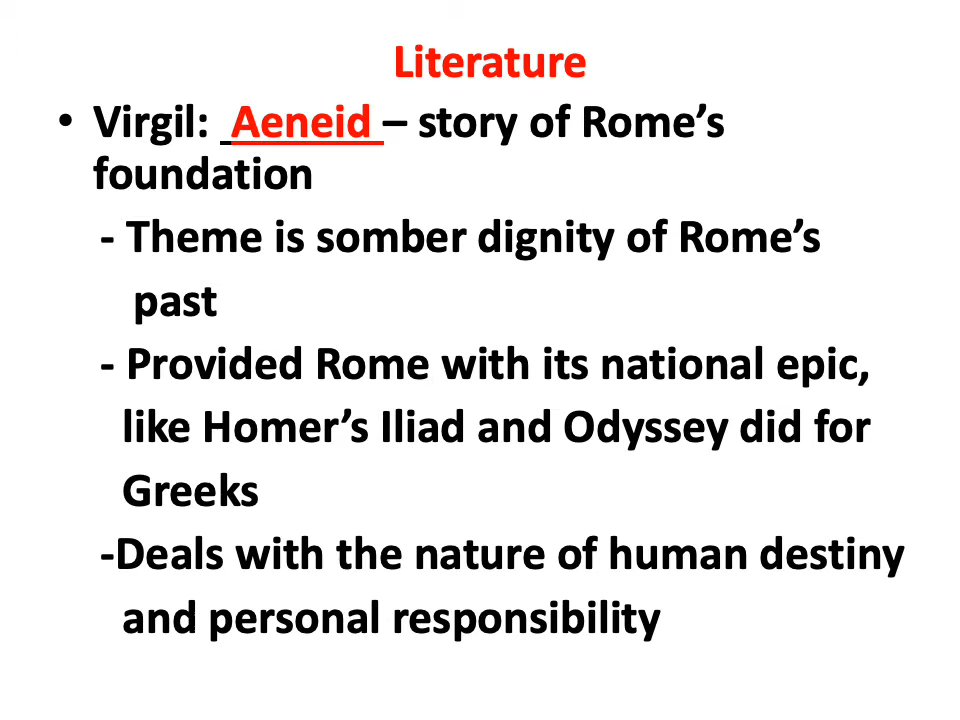 Literature
• Virgil: Aeneid – story of Rome’s
foundation
- Theme is somber dignity of Rome’s
past
- Provided Rome with its national epic,
like Homer’s Iliad and Odyssey did for
Greeks
-Deals with the nature of human destiny
and personal responsibility